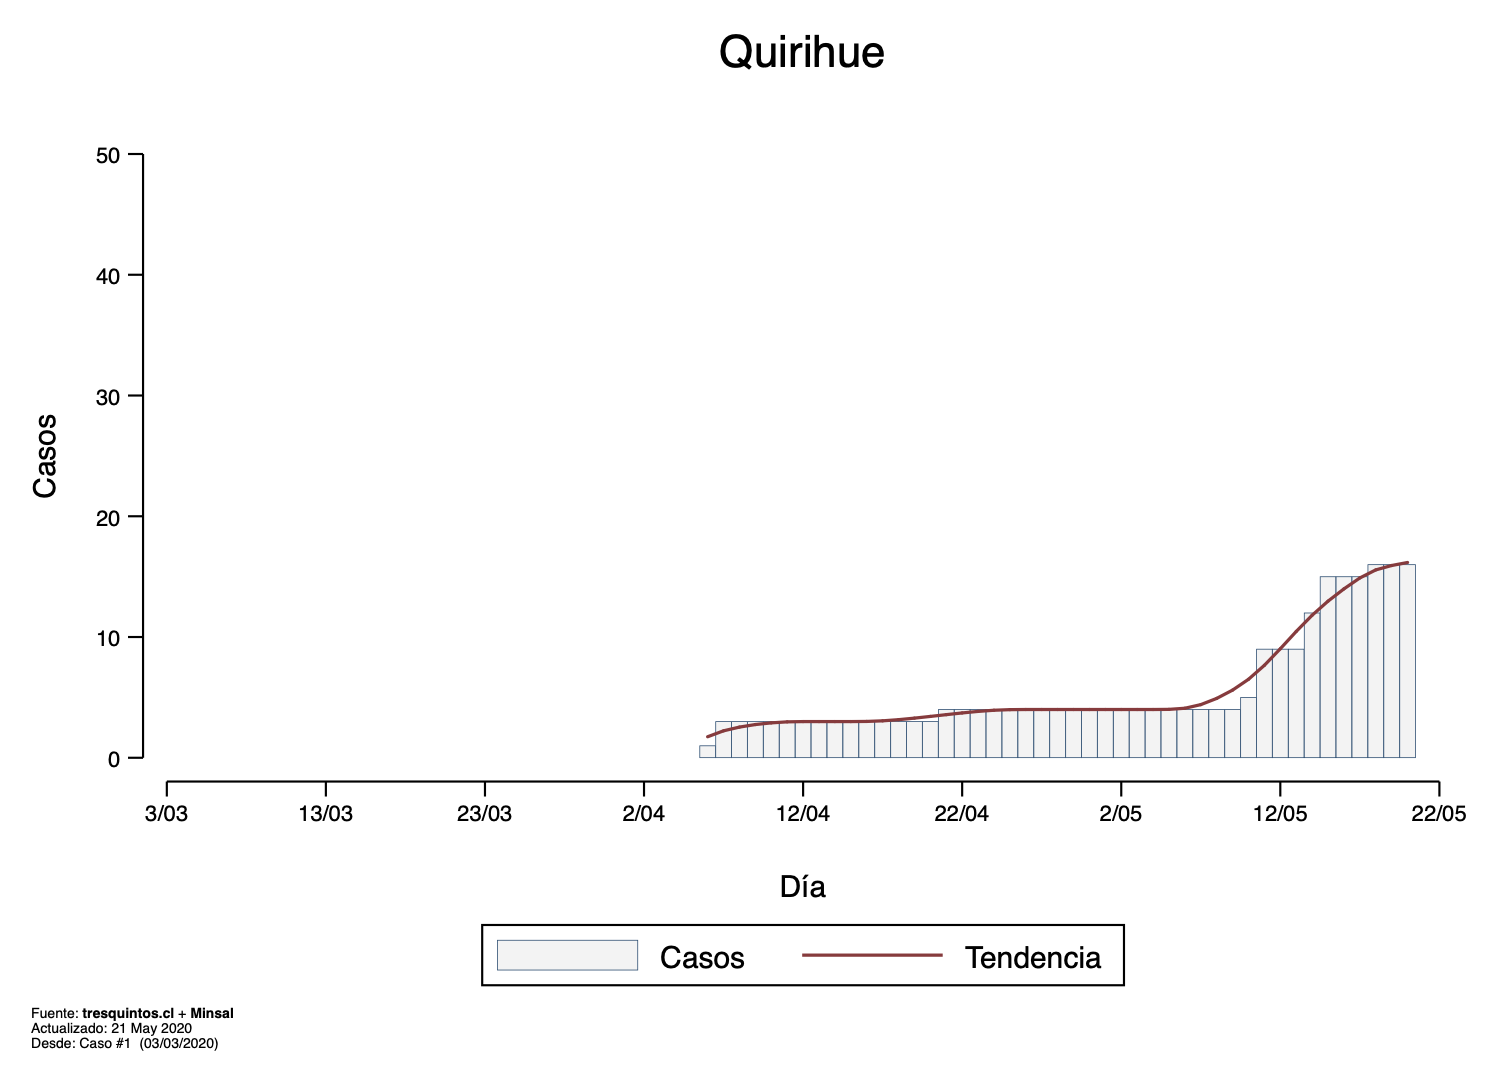 Quirihue
50
40
30
20
10
0
Casos
3/03 13/03 23/03 2/04 12/04 22/04 2/05 12/05 22/05
Día
Casos Tendencia
Fuente: tresquintos.cl + Minsal
Actualizado: 21 May 2020
Desde: Caso #1 (03/03/2020)